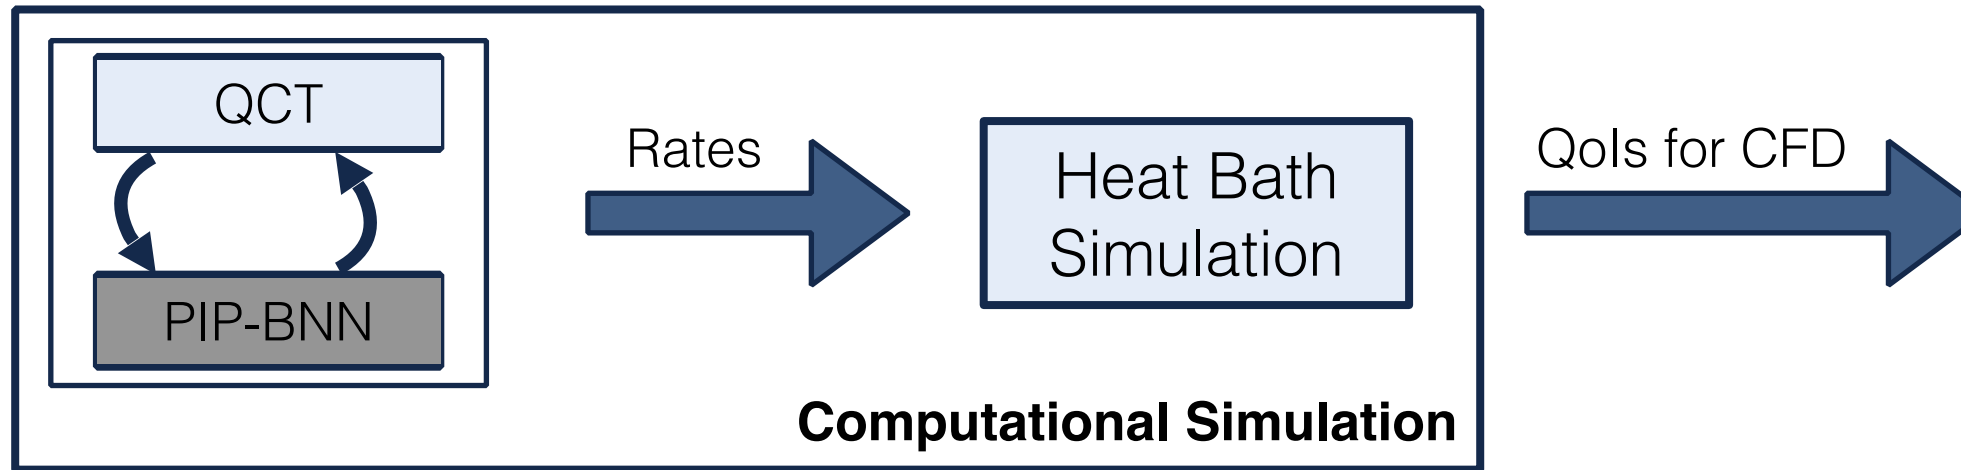 QCT
PIP-BNN
Rates
Heat Bath
Simulation
Computational Simulation
QoIs for CFD